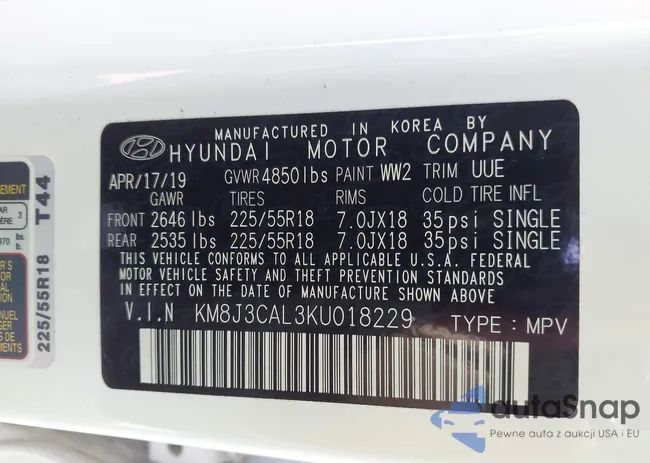 MANUFACTURED IN KOREA BY
HYUNDAI MOTOR COMPANY
APR/17/19 GVWR 4850lbs PAINT WW2 TRIM UUE
GAWR TIRES RIMS COLD TIRE INFL
FRONT 2646 lbs 225/55R18 7.0JX18 35psi SINGLE
REAR 2535 lbs 225/55R18 7.0JX18 35psi SINGLE
THIS VEHICLE CONFORMS TO ALL APPLICABLE U.S.A. FEDERAL
MOTOR VEHICLE SAFETY AND THEFT PREVENTION STANDARDS
IN EFFECT ON THE DATE OF MANUFACTURE SHOWN ABOVE.
V.I.N KM8J3CAL3KU018229 TYPE : MPV
225/55R18 T44
autaSnap
Pewne auta z aukcji USA i EU